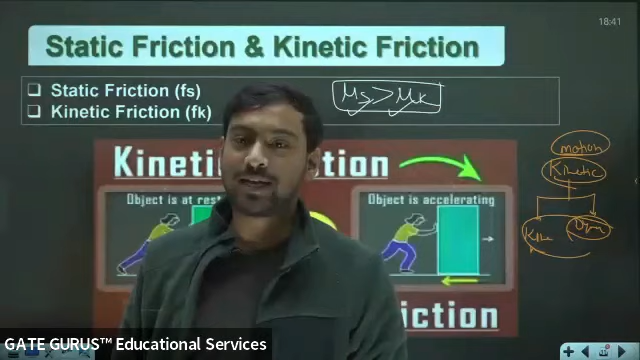 18:41
Static Friction & Kinetic Friction
❑ Static Friction (fs)
❑ Kinetic Friction (fk)
μs > μk
motion
Kinetic
Object is at res
Object is accelerating
GATE GURUS™ Educational Services